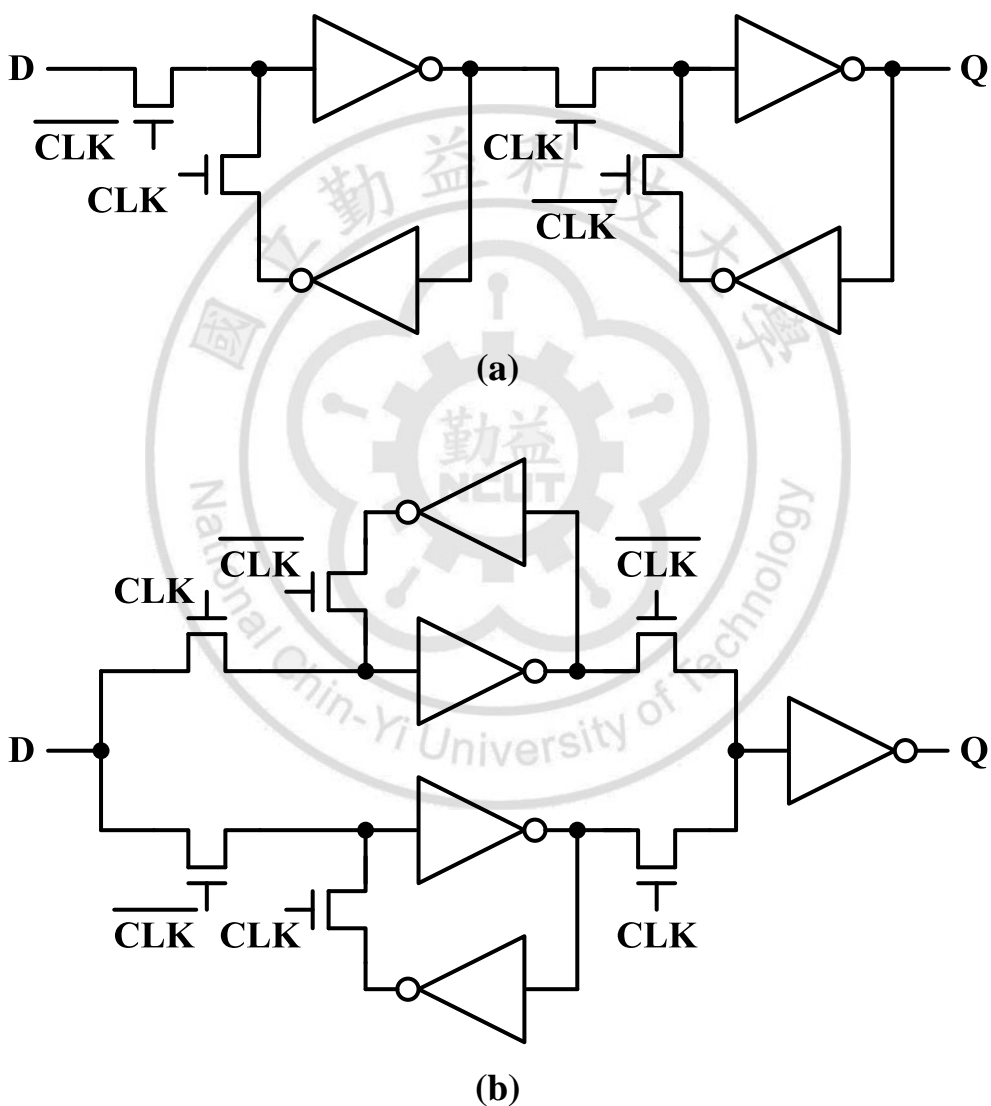 D
Q
CLK̅
CLK
CLK
CLK̅
(a)
國立勤益科技大學
勤益
NCUT
National Chin-Yi University of Technology
CLK̅
CLK̅
CLK
D
Q
CLK̅
CLK
CLK
(b)